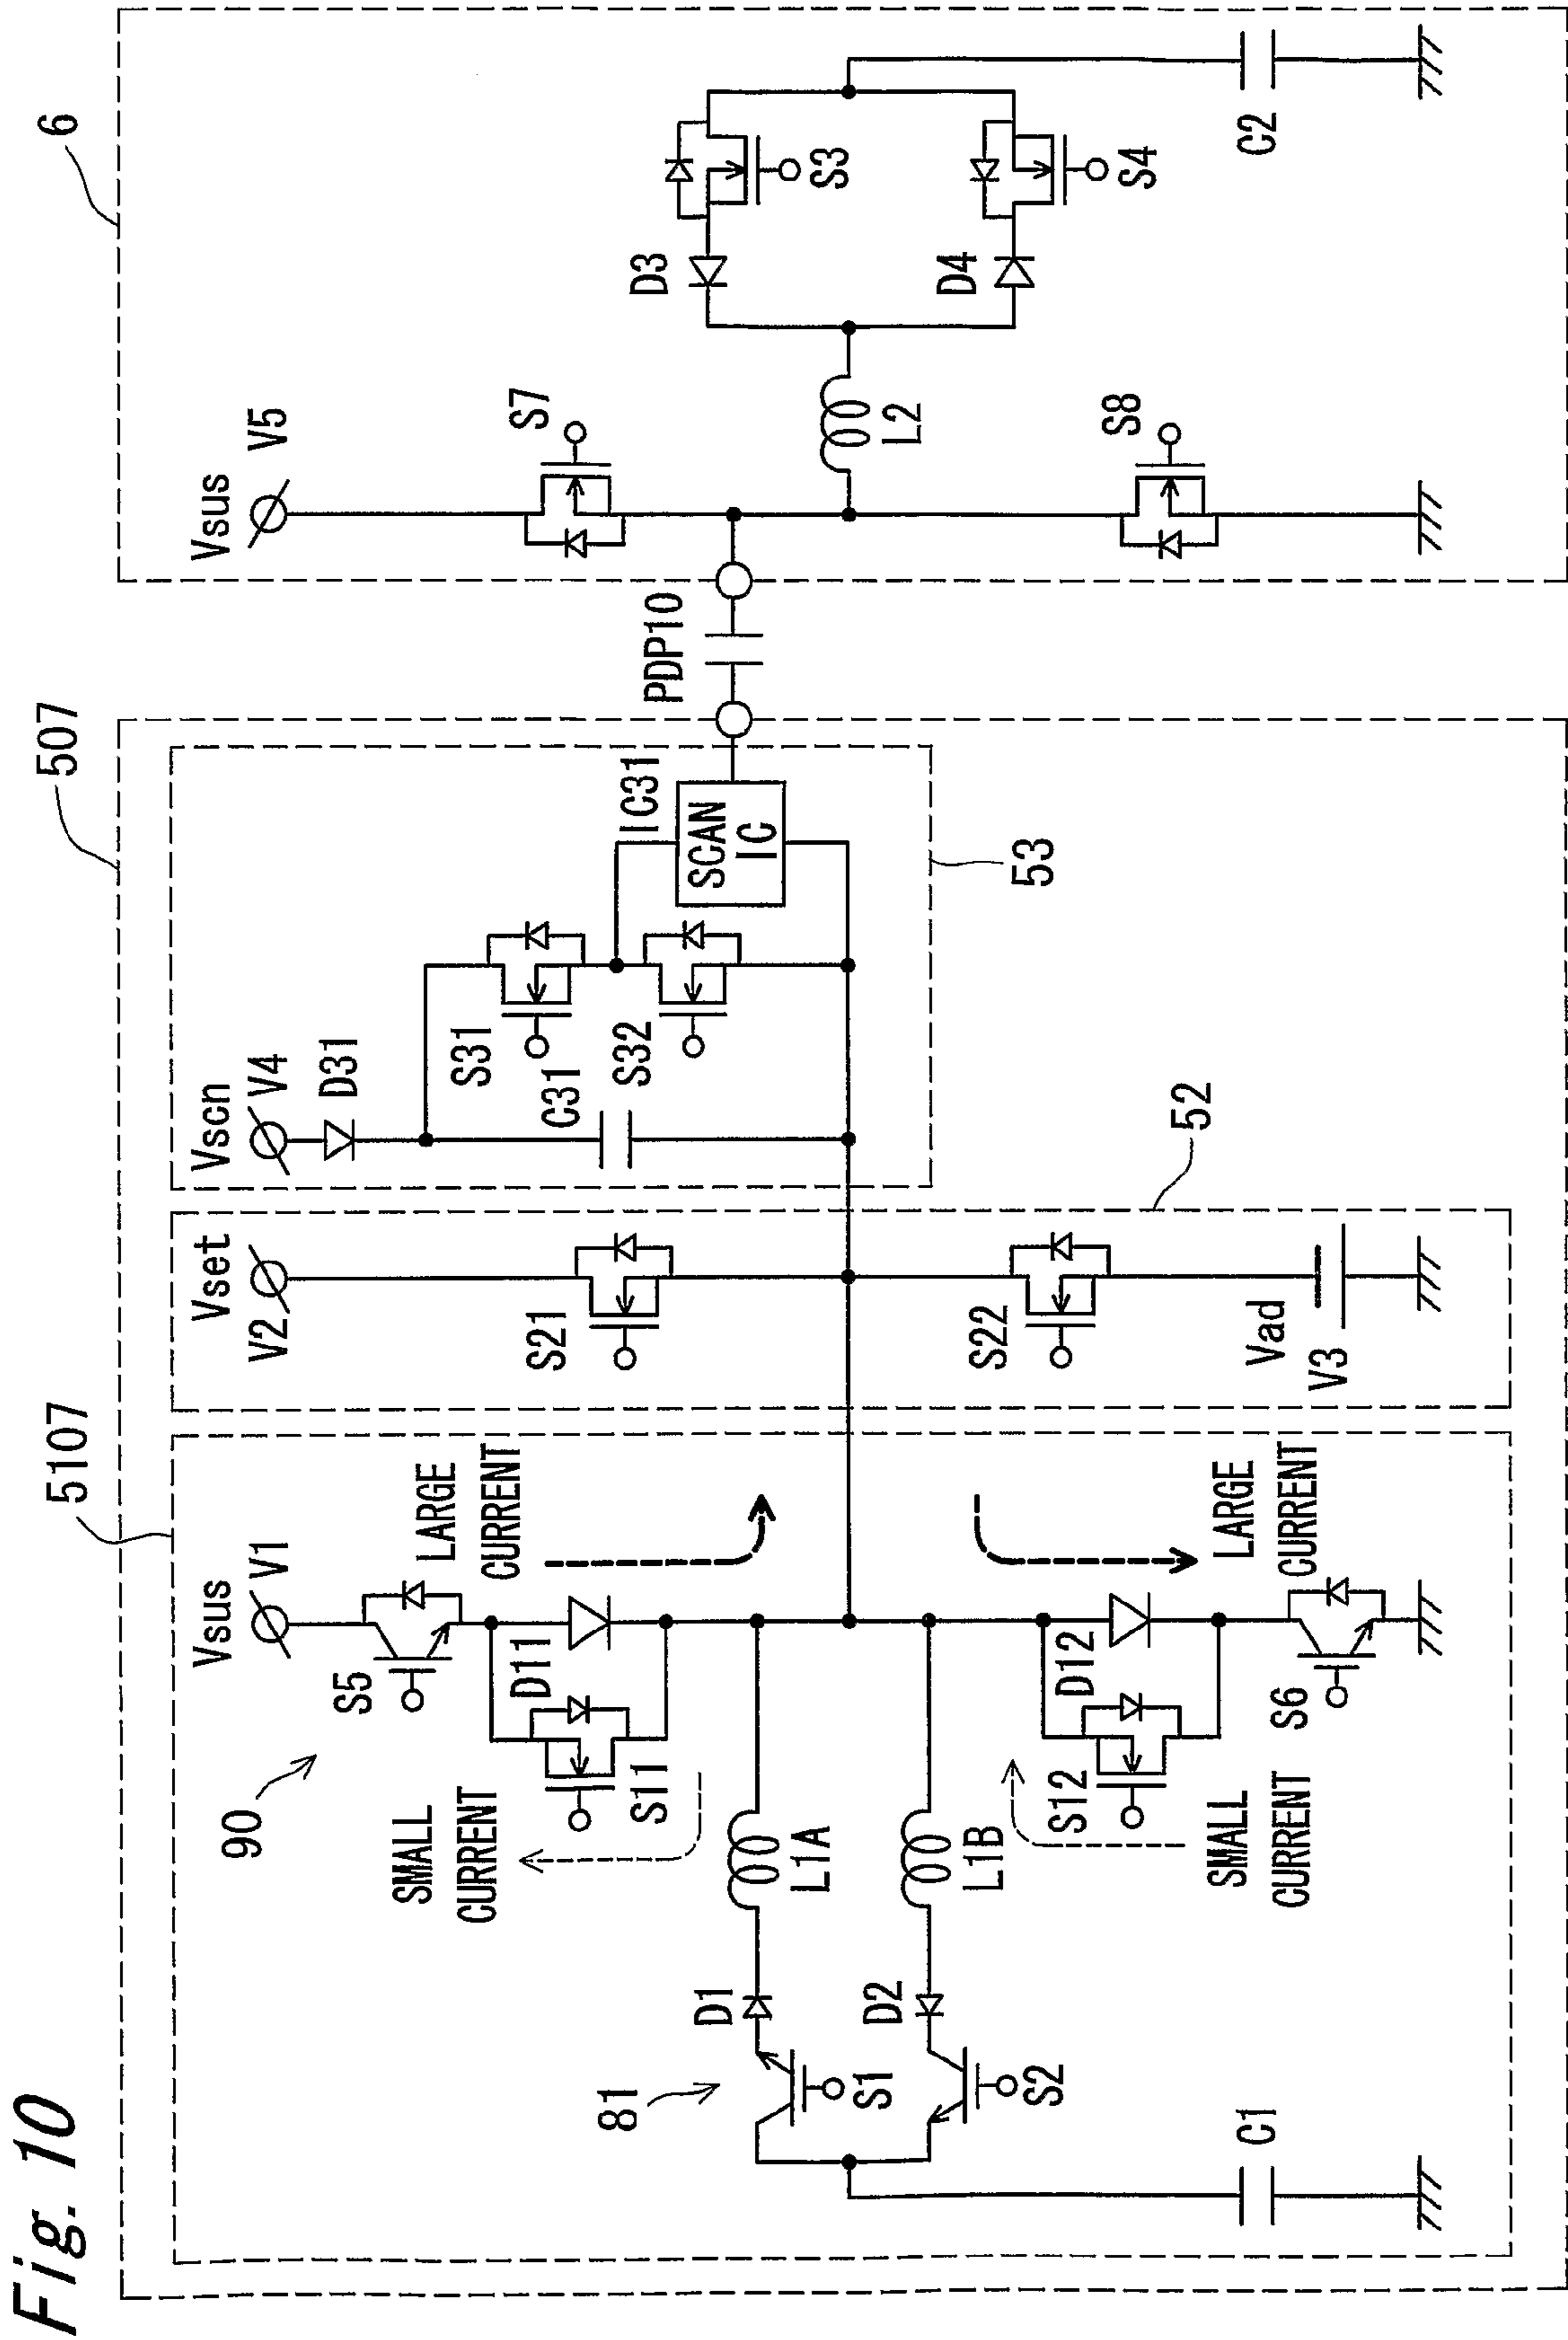 Fig. 10
5107
507
6
90
Vsus
V1
S5
LARGE
CURRENT
D11
S11
SMALL
CURRENT
81
D1
S1
L1A
D2
S2
L1B
C1
D12
S12
SMALL
CURRENT
S6
LARGE
CURRENT
Vset
V2
S21
S22
Vad
V3
52
Vscn
V4
D31
S31
C31
S32
IC31
SCAN
IC
53
PDP10
Vsus
V5
S7
L2
S8
D3
S3
D4
S4
C2